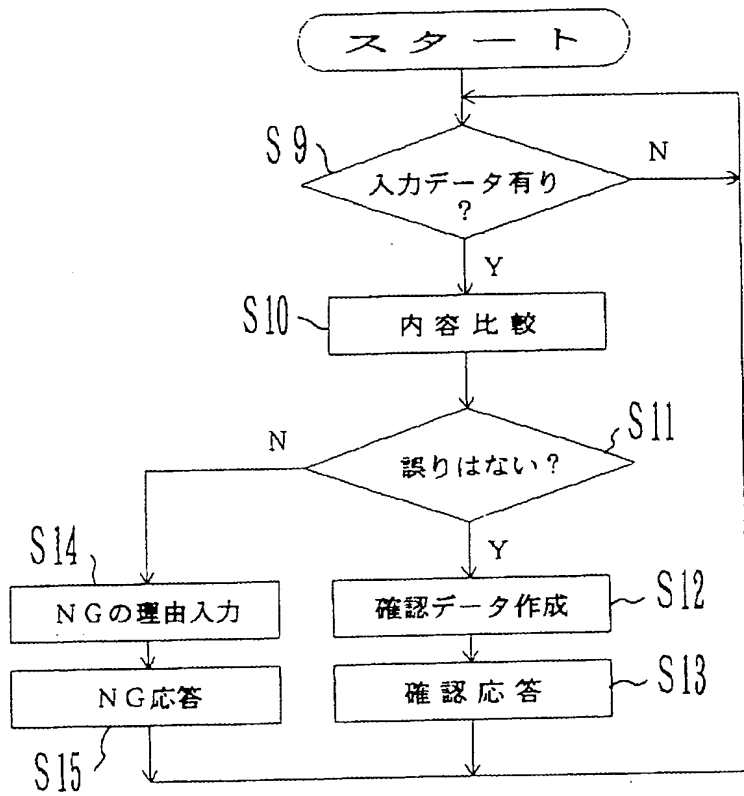 スタート
S9
入力データ有り
?
N
Y
S10
内容比較
S11
誤りはない?
N
Y
S14
NGの理由入力
S12
確認データ作成
NG応答
S13
確認応答
S15